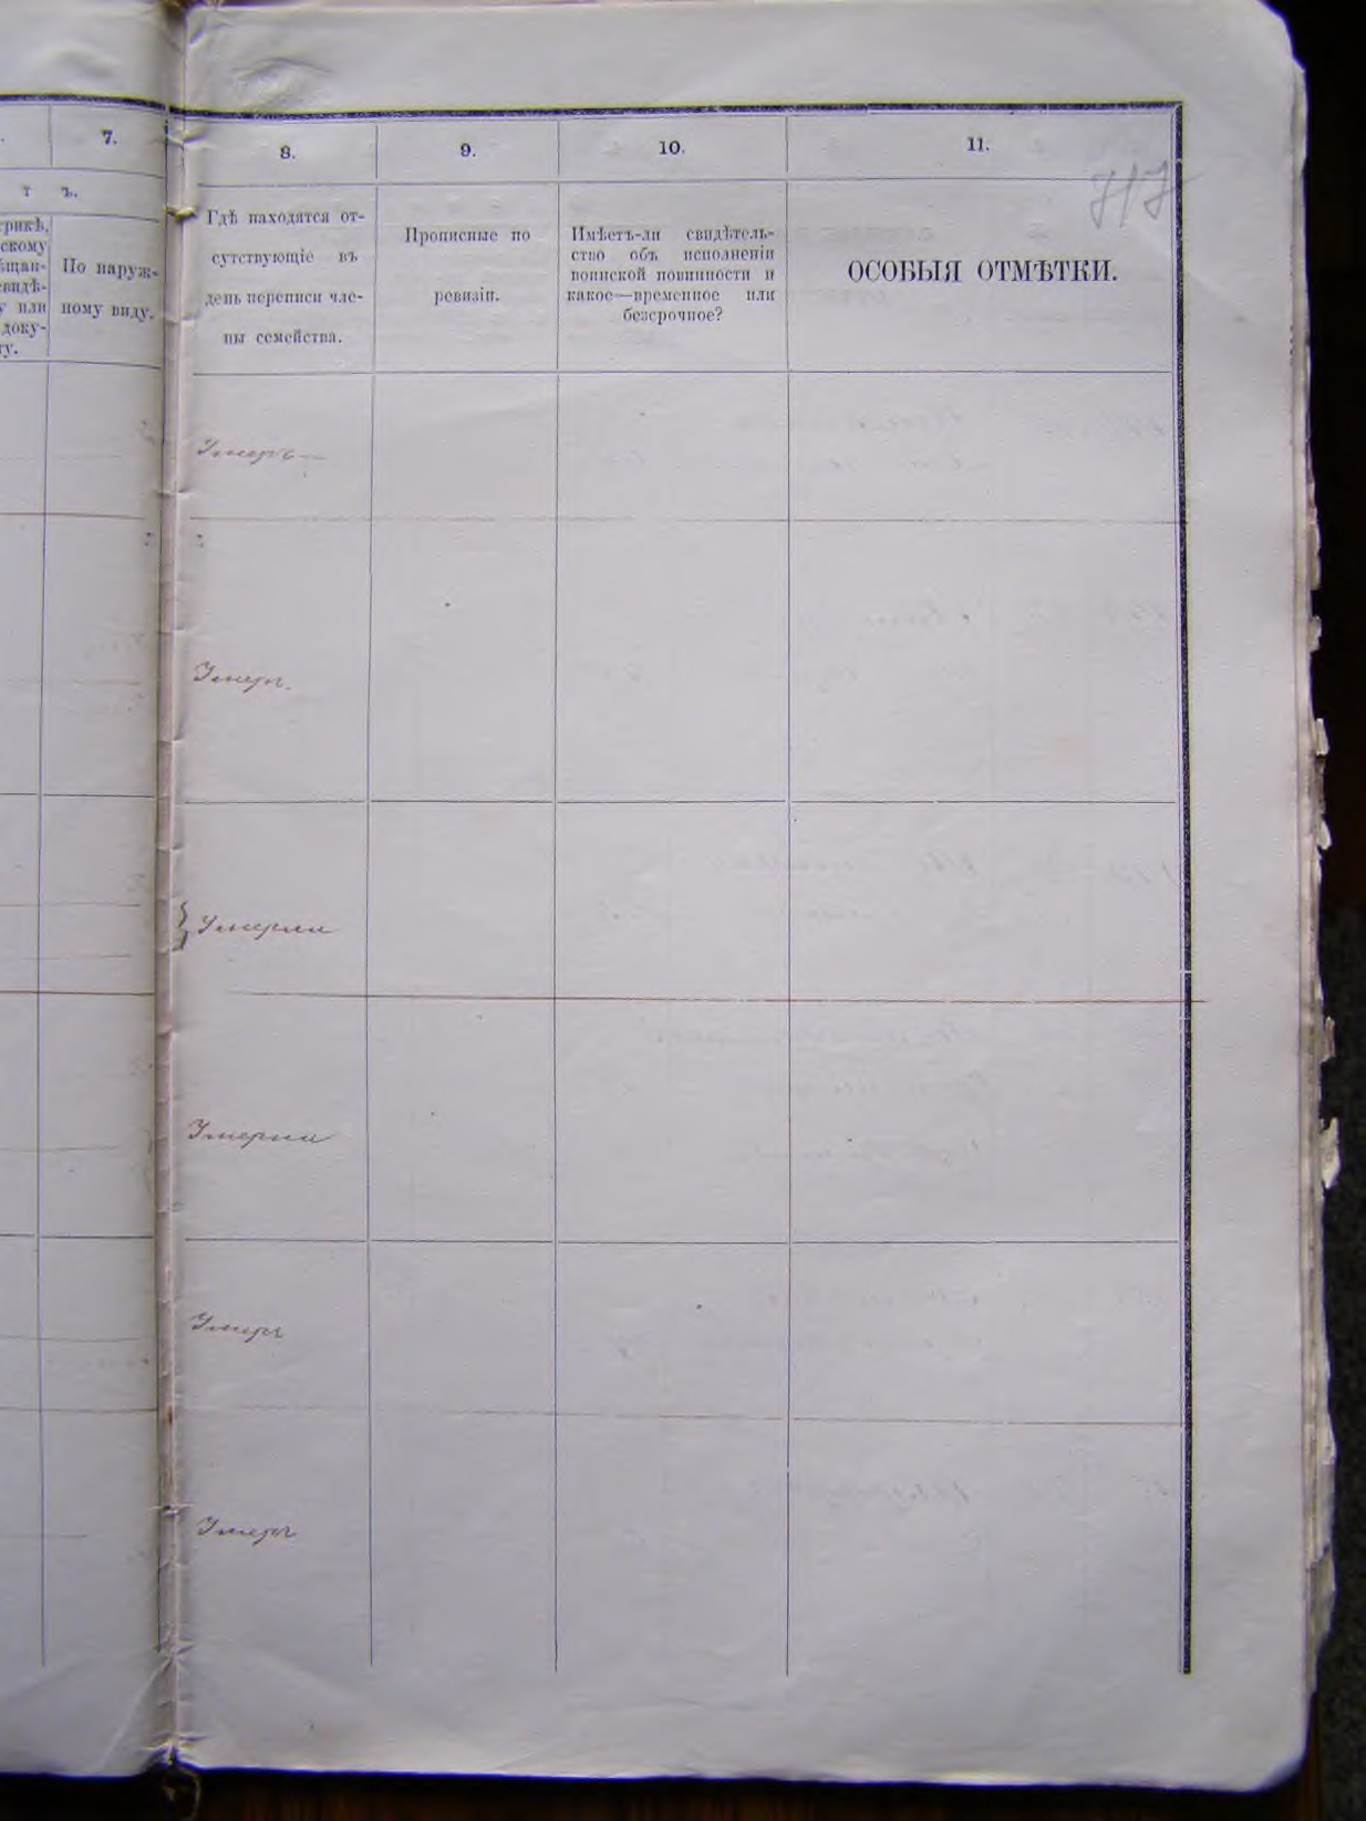 7.
8.
9.
10.
11.
717
т ъ.
По наруж-
ному виду.
Гдѣ находятся от-
сутствующіе въ
день переписи чле-
ны семейства.
Прописные по
ревизіи.
Имѣетъ-ли свидѣтель-
ство объ исполненіи
воинской повинности и
какое—временное или
безсрочное?
ОСОБЫЯ ОТМѢТКИ.
Умеръ
Умеръ.
Умерли
Умерли
Умеръ
Умеръ